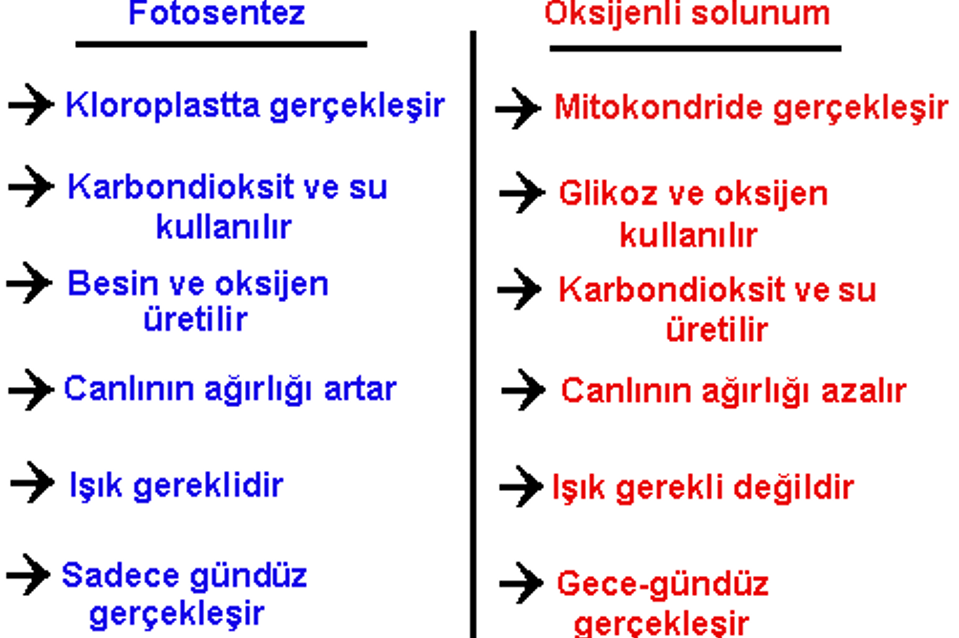 Fotosentez
Kloroplastta gerçekleşir
Karbondioksit ve su
kullanılır
Besin ve oksijen
üretilir
Canlının ağırlığı artar
Işık gereklidir
Sadece gündüz
gerçekleşir
Oksijenli solunum
Mitokondride gerçekleşir
Glikoz ve oksijen
kullanılır
Karbondioksit ve su
üretilir
Canlının ağırlığı azalır
Işık gerekli değildir
Gece-gündüz
gerçekleşir